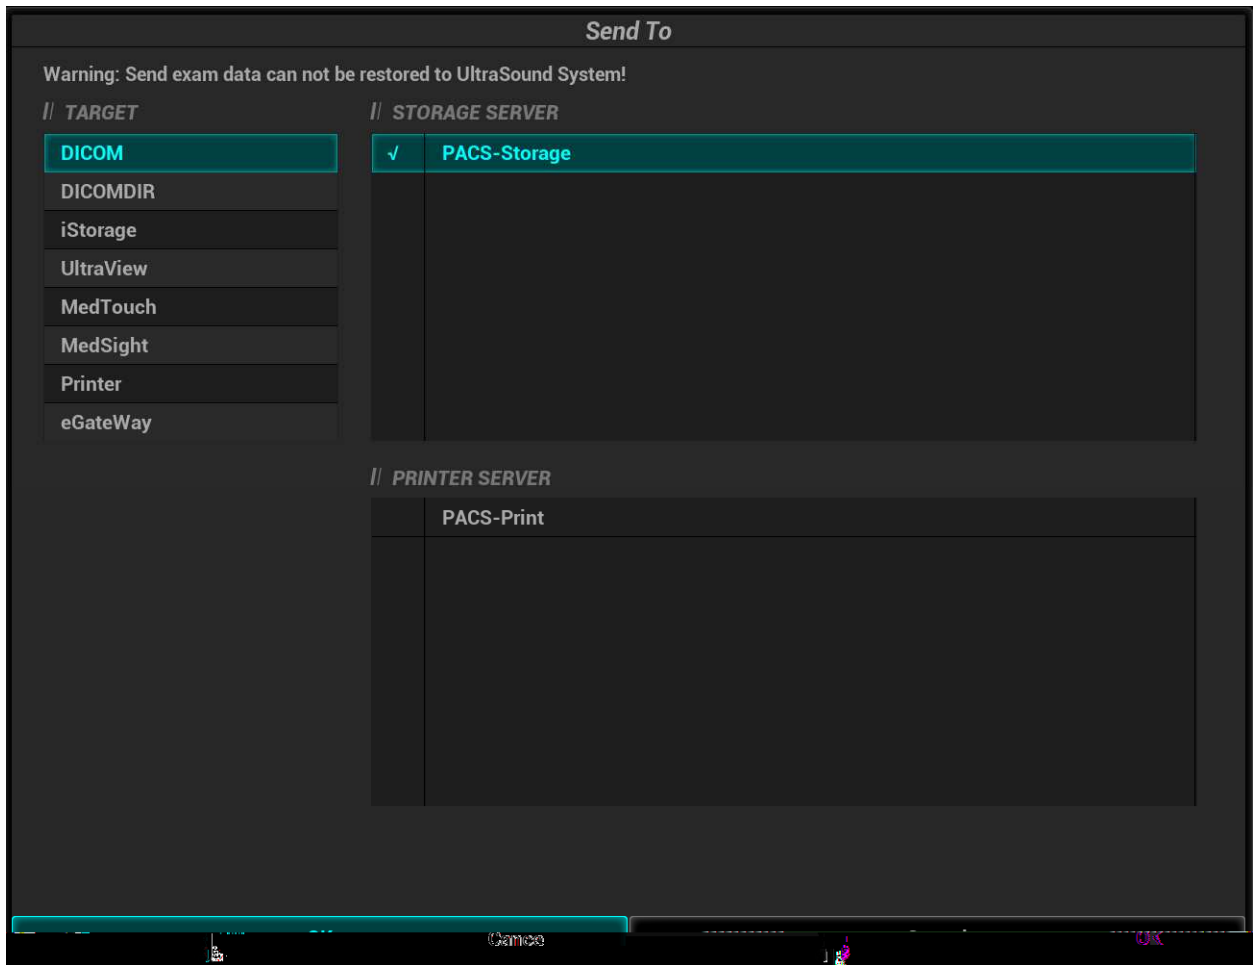 Send To
Warning: Send exam data can not be restored to UltraSound System!
TARGET
DICOM
DICOMDIR
iStorage
UltraView
MedTouch
MedSight
Printer
eGateWay
STORAGE SERVER
√ PACS-Storage
PRINTER SERVER
PACS-Print